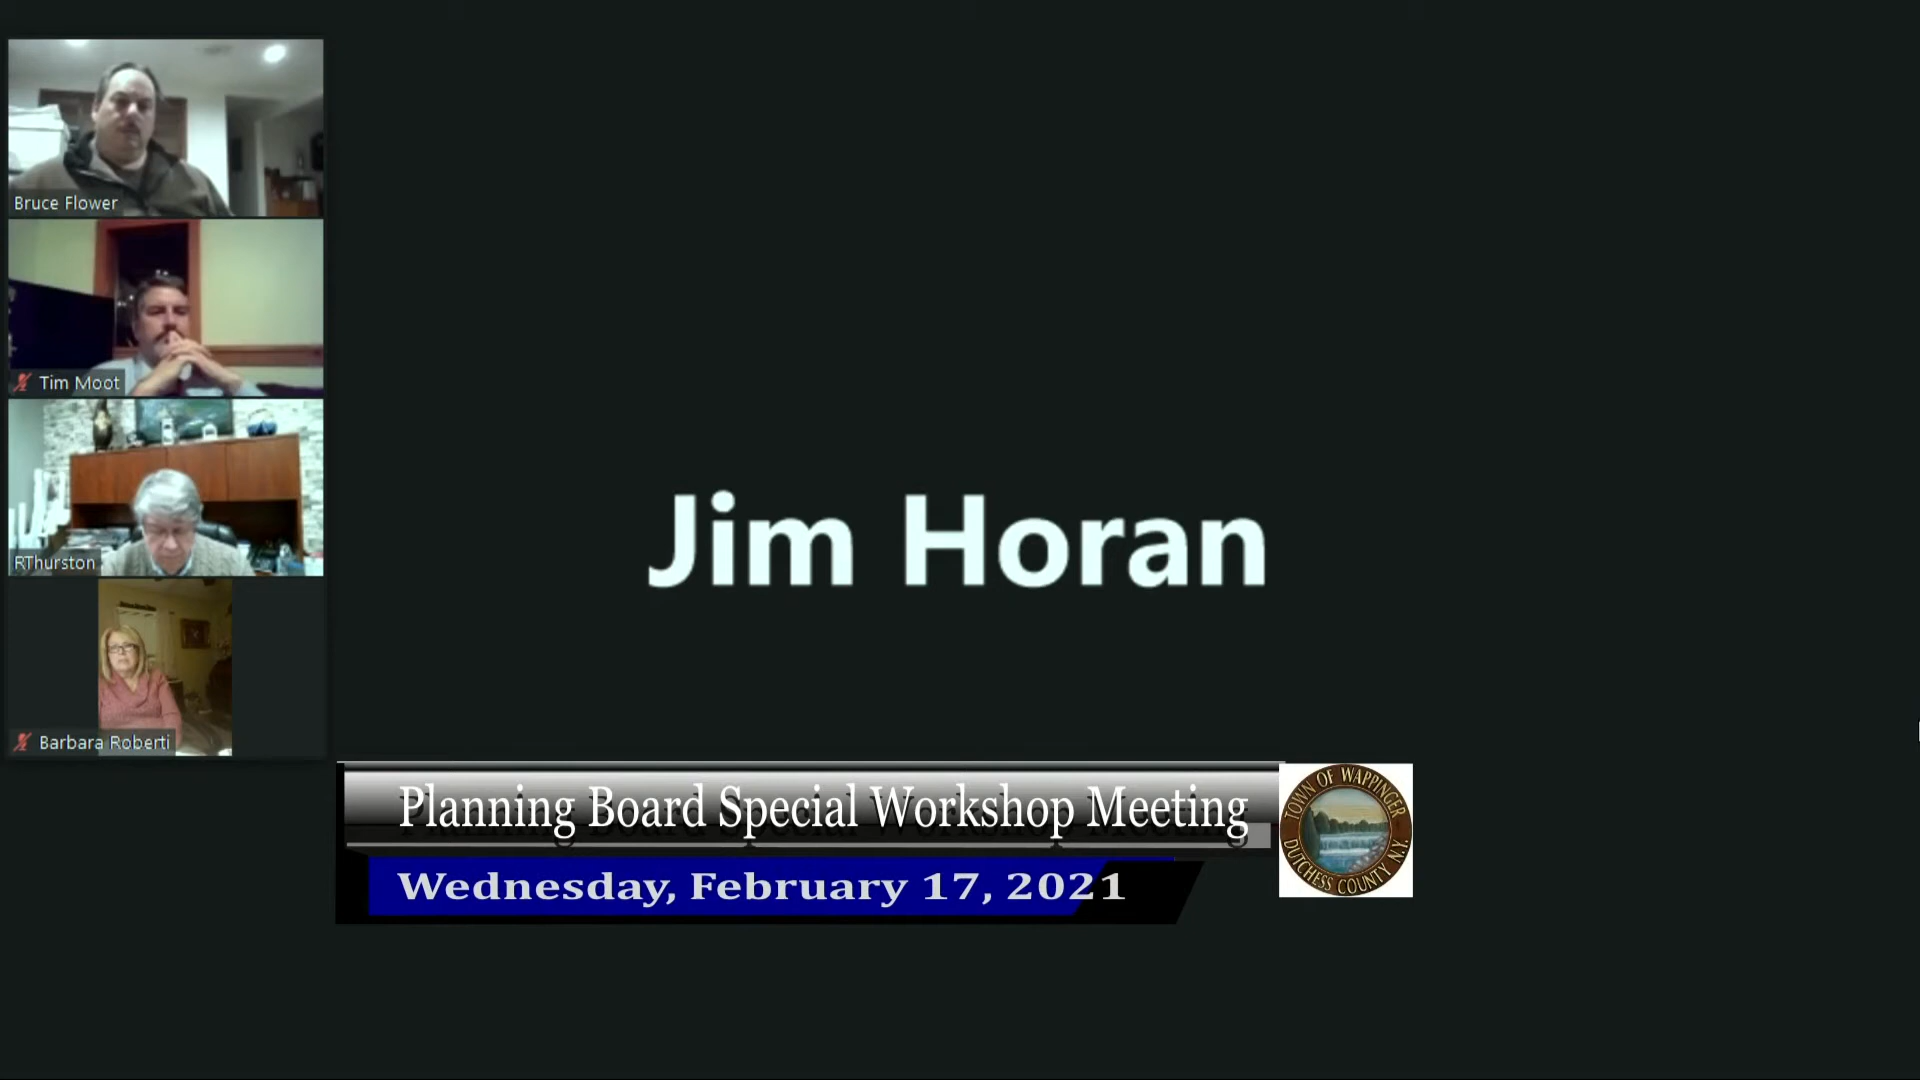 Bruce Flower
Tim Moot
RThurston
Barbara Roberti
Jim Horan
Planning Board Special Workshop Meeting
Wednesday, February 17, 2021
TOWN OF WAPPINGER
DUTCHESS COUNTY N.Y.